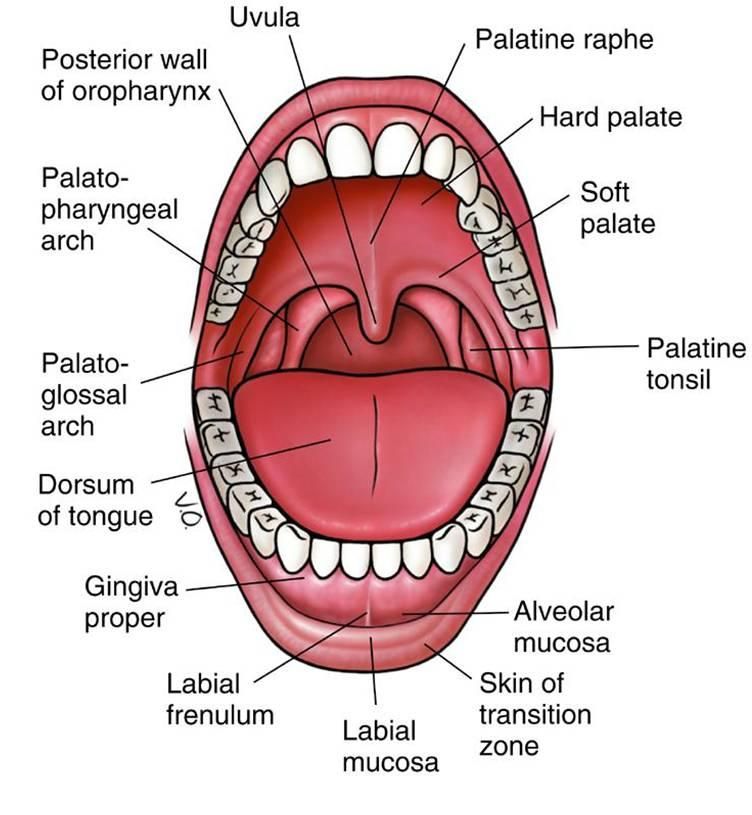 Uvula
Palatine raphe
Posterior wall
of oropharynx
Hard palate
Palato-
pharyngeal
arch
Soft
palate
Palatine
tonsil
Palato-
glossal
arch
Dorsum
of tongue
V.O.
Gingiva
proper
Alveolar
mucosa
Labial
frenulum
Skin of
transition
zone
Labial
mucosa